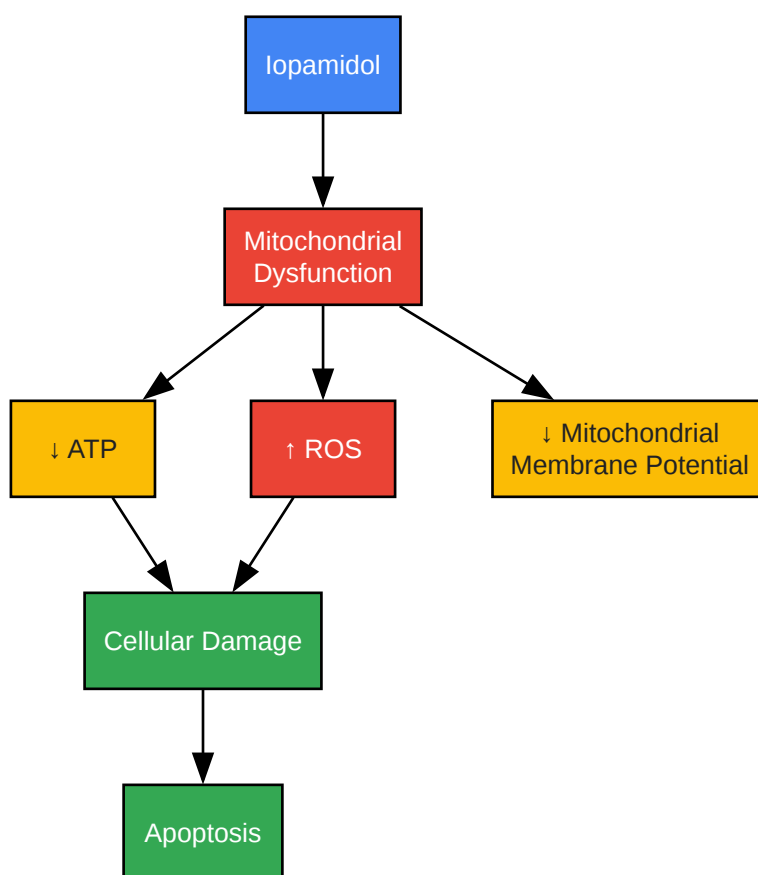 Iopamidol
Mitochondrial
Dysfunction
↓ ATP
↑ ROS
↓ Mitochondrial
Membrane Potential
Cellular Damage
Apoptosis